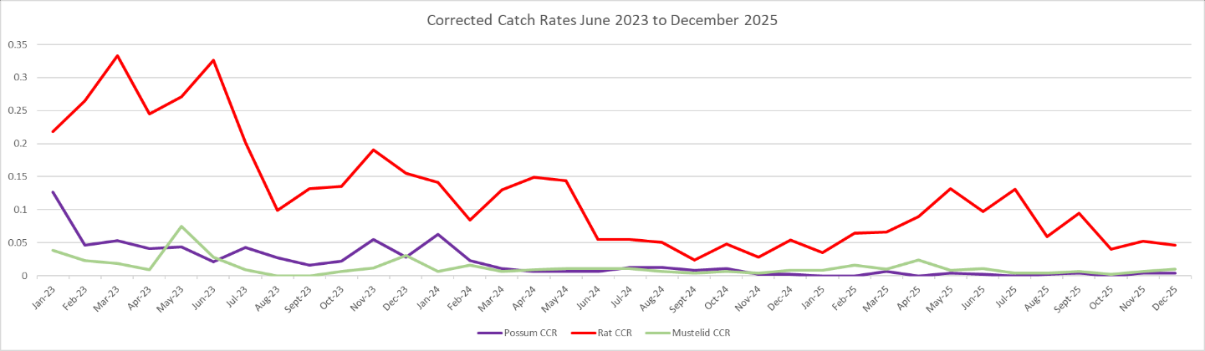 Corrected Catch Rates June 2023 to December 2025
0.35
0.3
0.25
0.2
0.15
0.1
0.05
0
Jan-23
Feb-23
Mar-23
Apr-23
May-23
Jun-23
Jul-23
Aug-23
Sept-23
Oct-23
Nov-23
Dec-23
Jan-24
Feb-24
Mar-24
Apr-24
May-24
Jun-24
Jul-24
Aug-24
Sept-24
Oct-24
Nov-24
Dec-24
Jan-25
Feb-25
Mar-25
Apr-25
May-25
Jun-25
Jul-25
Aug-25
Sept-25
Oct-25
Nov-25
Dec-25
Possum CCR
Rat CCR
Mustelid CCR